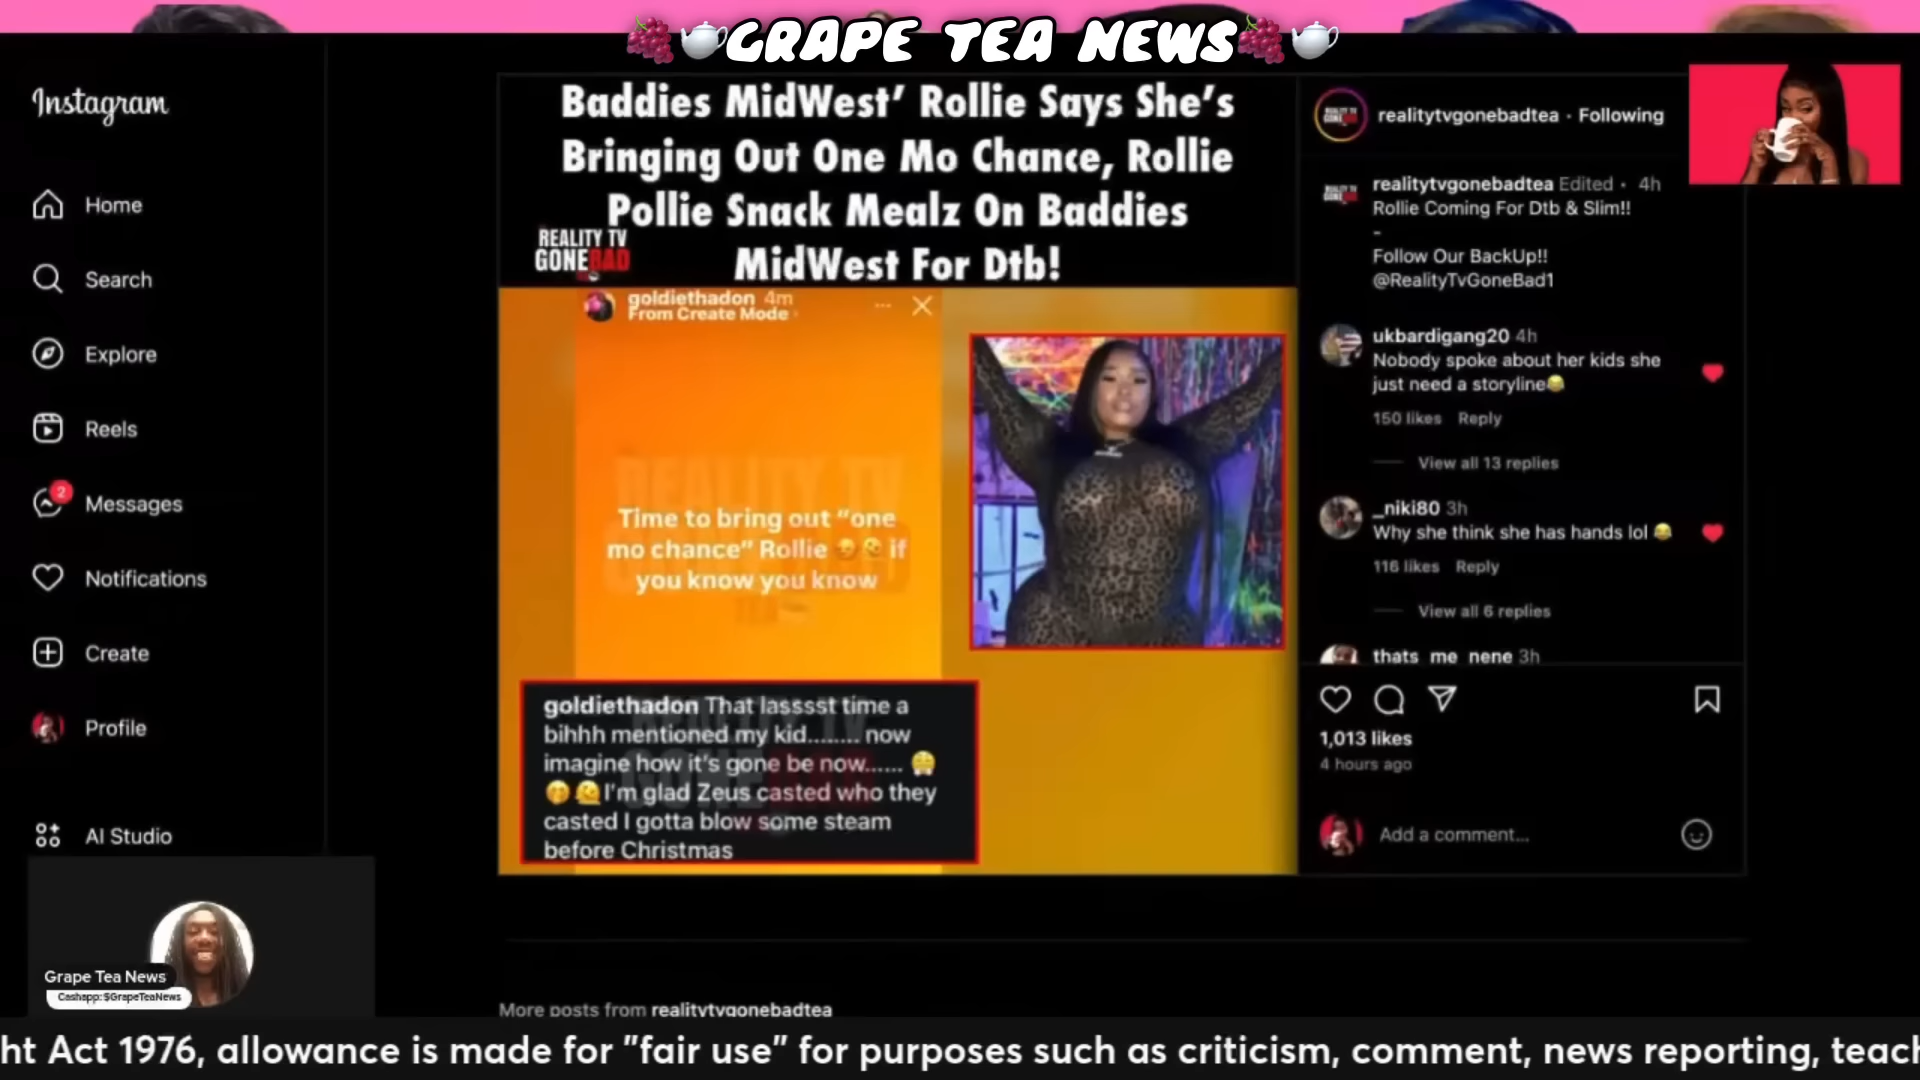 GRAPE TEA NEWS
Instagram
Home
Search
Explore
Reels
2
Messages
Notifications
Create
Profile
AI Studio
Baddies MidWest’ Rollie Says She’s
Bringing Out One Mo Chance, Rollie
Pollie Snack Mealz On Baddies
MidWest For Dtb!
REALITY TV
GONEBAD
goldiethadon 4m
From Create Mode
Time to bring out “one
mo chance” Rollie 🤣🫠 if
you know you know
goldiethadon That lasssst time a
bihhh mentioned my kid........ now
imagine how it’s gone be now...... 😤
🤭🫠I’m glad Zeus casted who they
casted I gotta blow some steam
before Christmas
realitytvgonebadtea · Following
realitytvgonebadtea Edited · 4h
Rollie Coming For Dtb & Slim!!
-
Follow Our BackUp!!
@RealityTvGoneBad1
ukbardigang20 4h
Nobody spoke about her kids she
just need a storyline😂
150 likes Reply
View all 13 replies
_niki80 3h
Why she think she has hands lol 😂
116 likes Reply
View all 6 replies
thats_me_nene 3h
1,013 likes
4 hours ago
Add a comment...
Grape Tea News
Cashapp: $GrapeTeaNews
More posts from realitytvgonebadtea
ht Act 1976, allowance is made for "fair use" for purposes such as criticism, comment, news reporting, teach